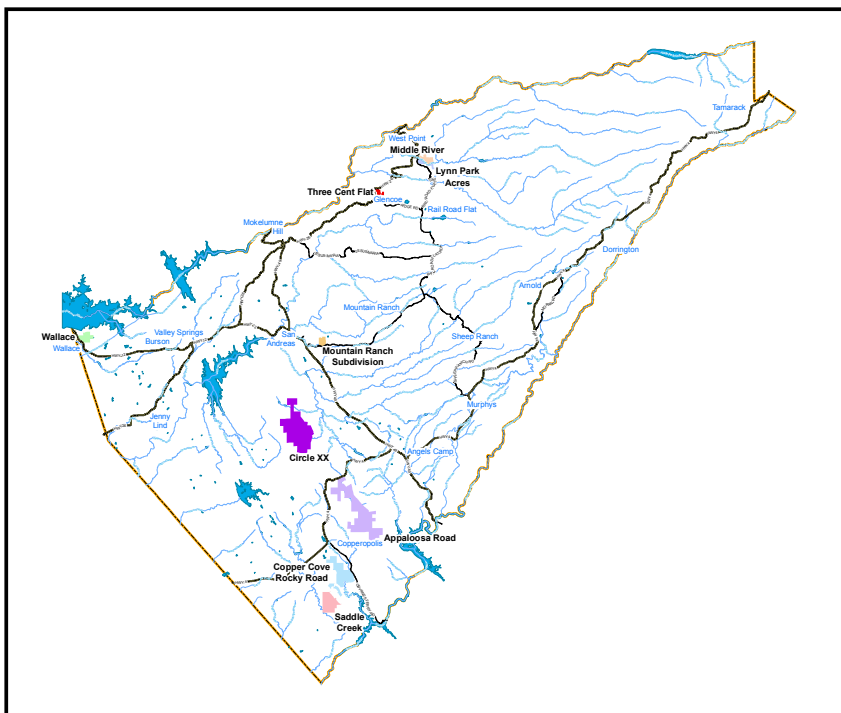 Tamarack
West Point
Middle River
Lynn Park
Acres
Three Cent Flat
Glencoe
Rail Road Flat
Mokelumne
Hill
Dorrington
Arnold
Mountain Ranch
Wallace
Wallace
Valley Springs
Burson
San
Andreas
Sheep Ranch
Mountain Ranch
Subdivision
Murphys
Jenny
Lind
Circle XX
Angels Camp
Appaloosa Road
Copperopolis
Copper Cove
Rocky Road
Saddle
Creek